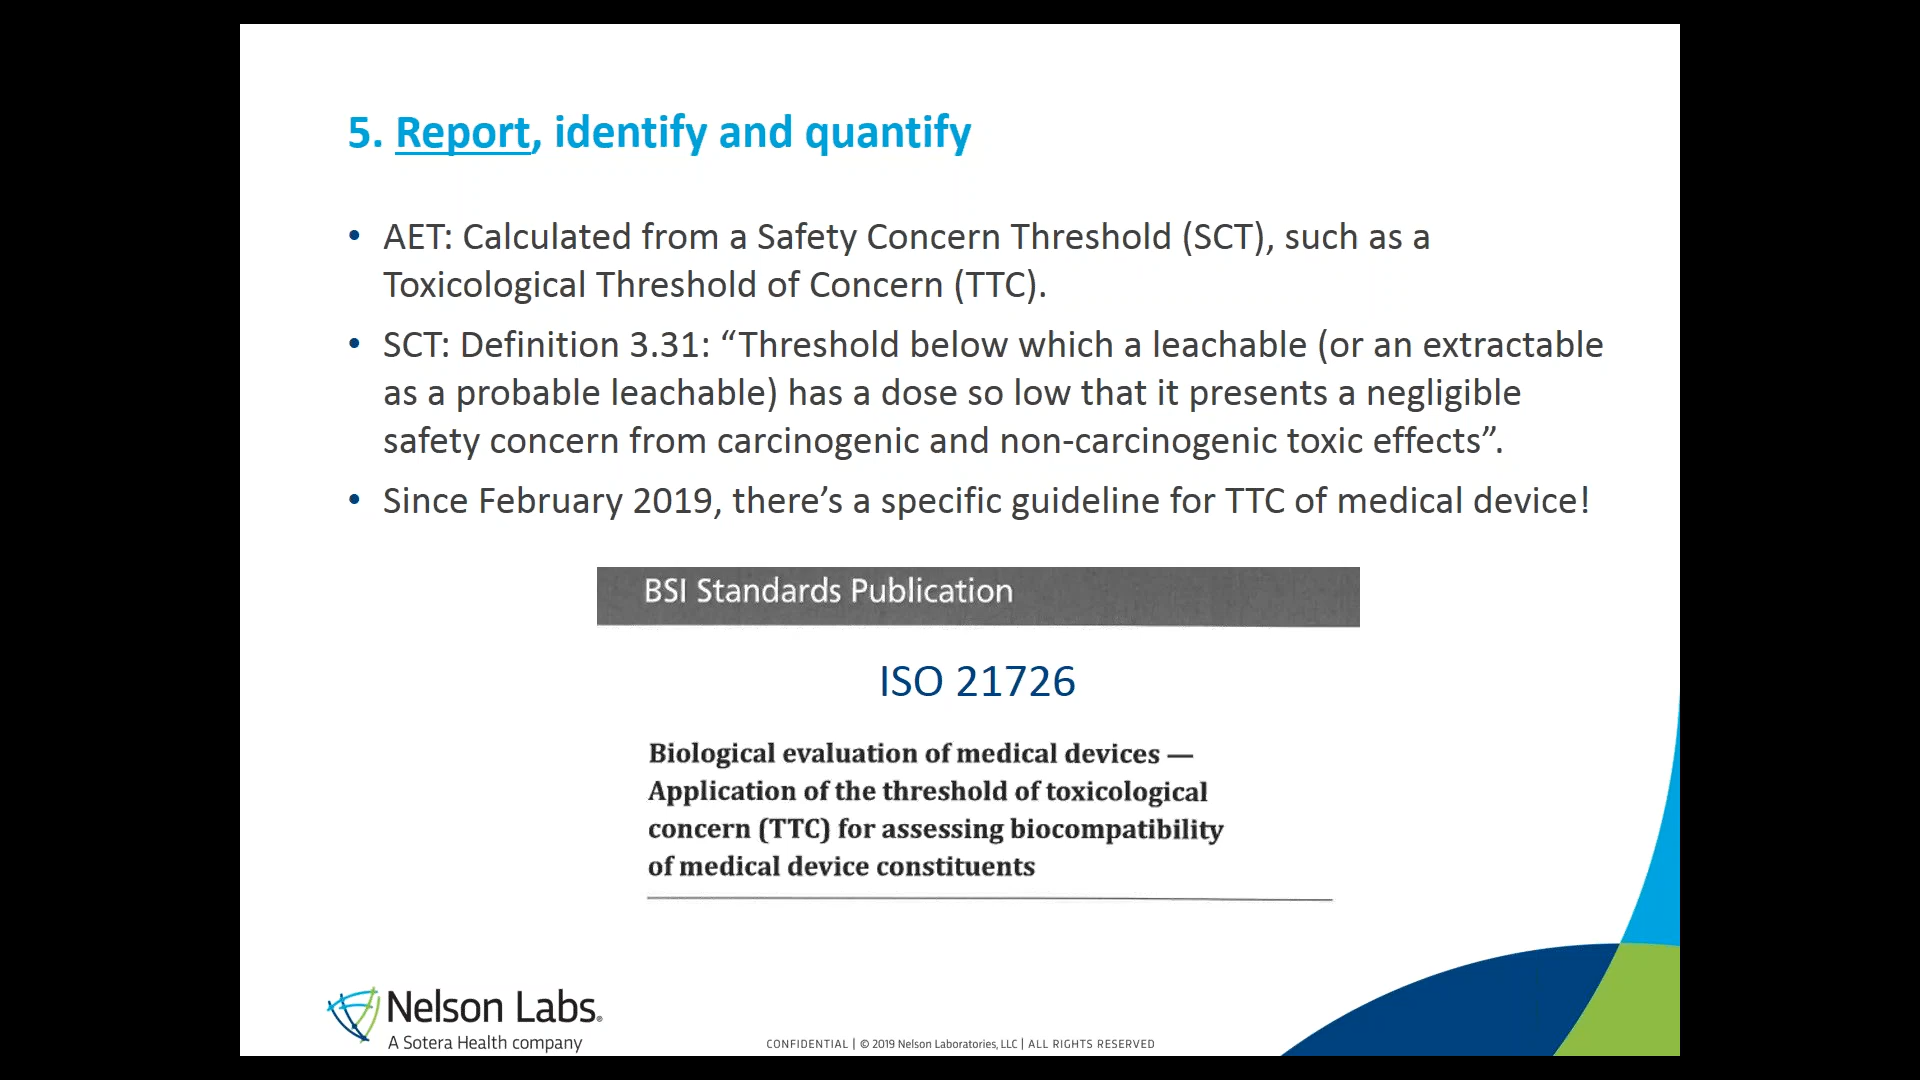 5. Report, identify and quantify
• AET: Calculated from a Safety Concern Threshold (SCT), such as a
Toxicological Threshold of Concern (TTC).
• SCT: Definition 3.31: “Threshold below which a leachable (or an extractable
as a probable leachable) has a dose so low that it presents a negligible
safety concern from carcinogenic and non-carcinogenic toxic effects”.
• Since February 2019, there’s a specific guideline for TTC of medical device!
BSI Standards Publication
ISO 21726
Biological evaluation of medical devices —
Application of the threshold of toxicological
concern (TTC) for assessing biocompatibility
of medical device constituents
Nelson Labs®
A Sotera Health company
CONFIDENTIAL | © 2019 Nelson Laboratories, LLC | ALL RIGHTS RESERVED